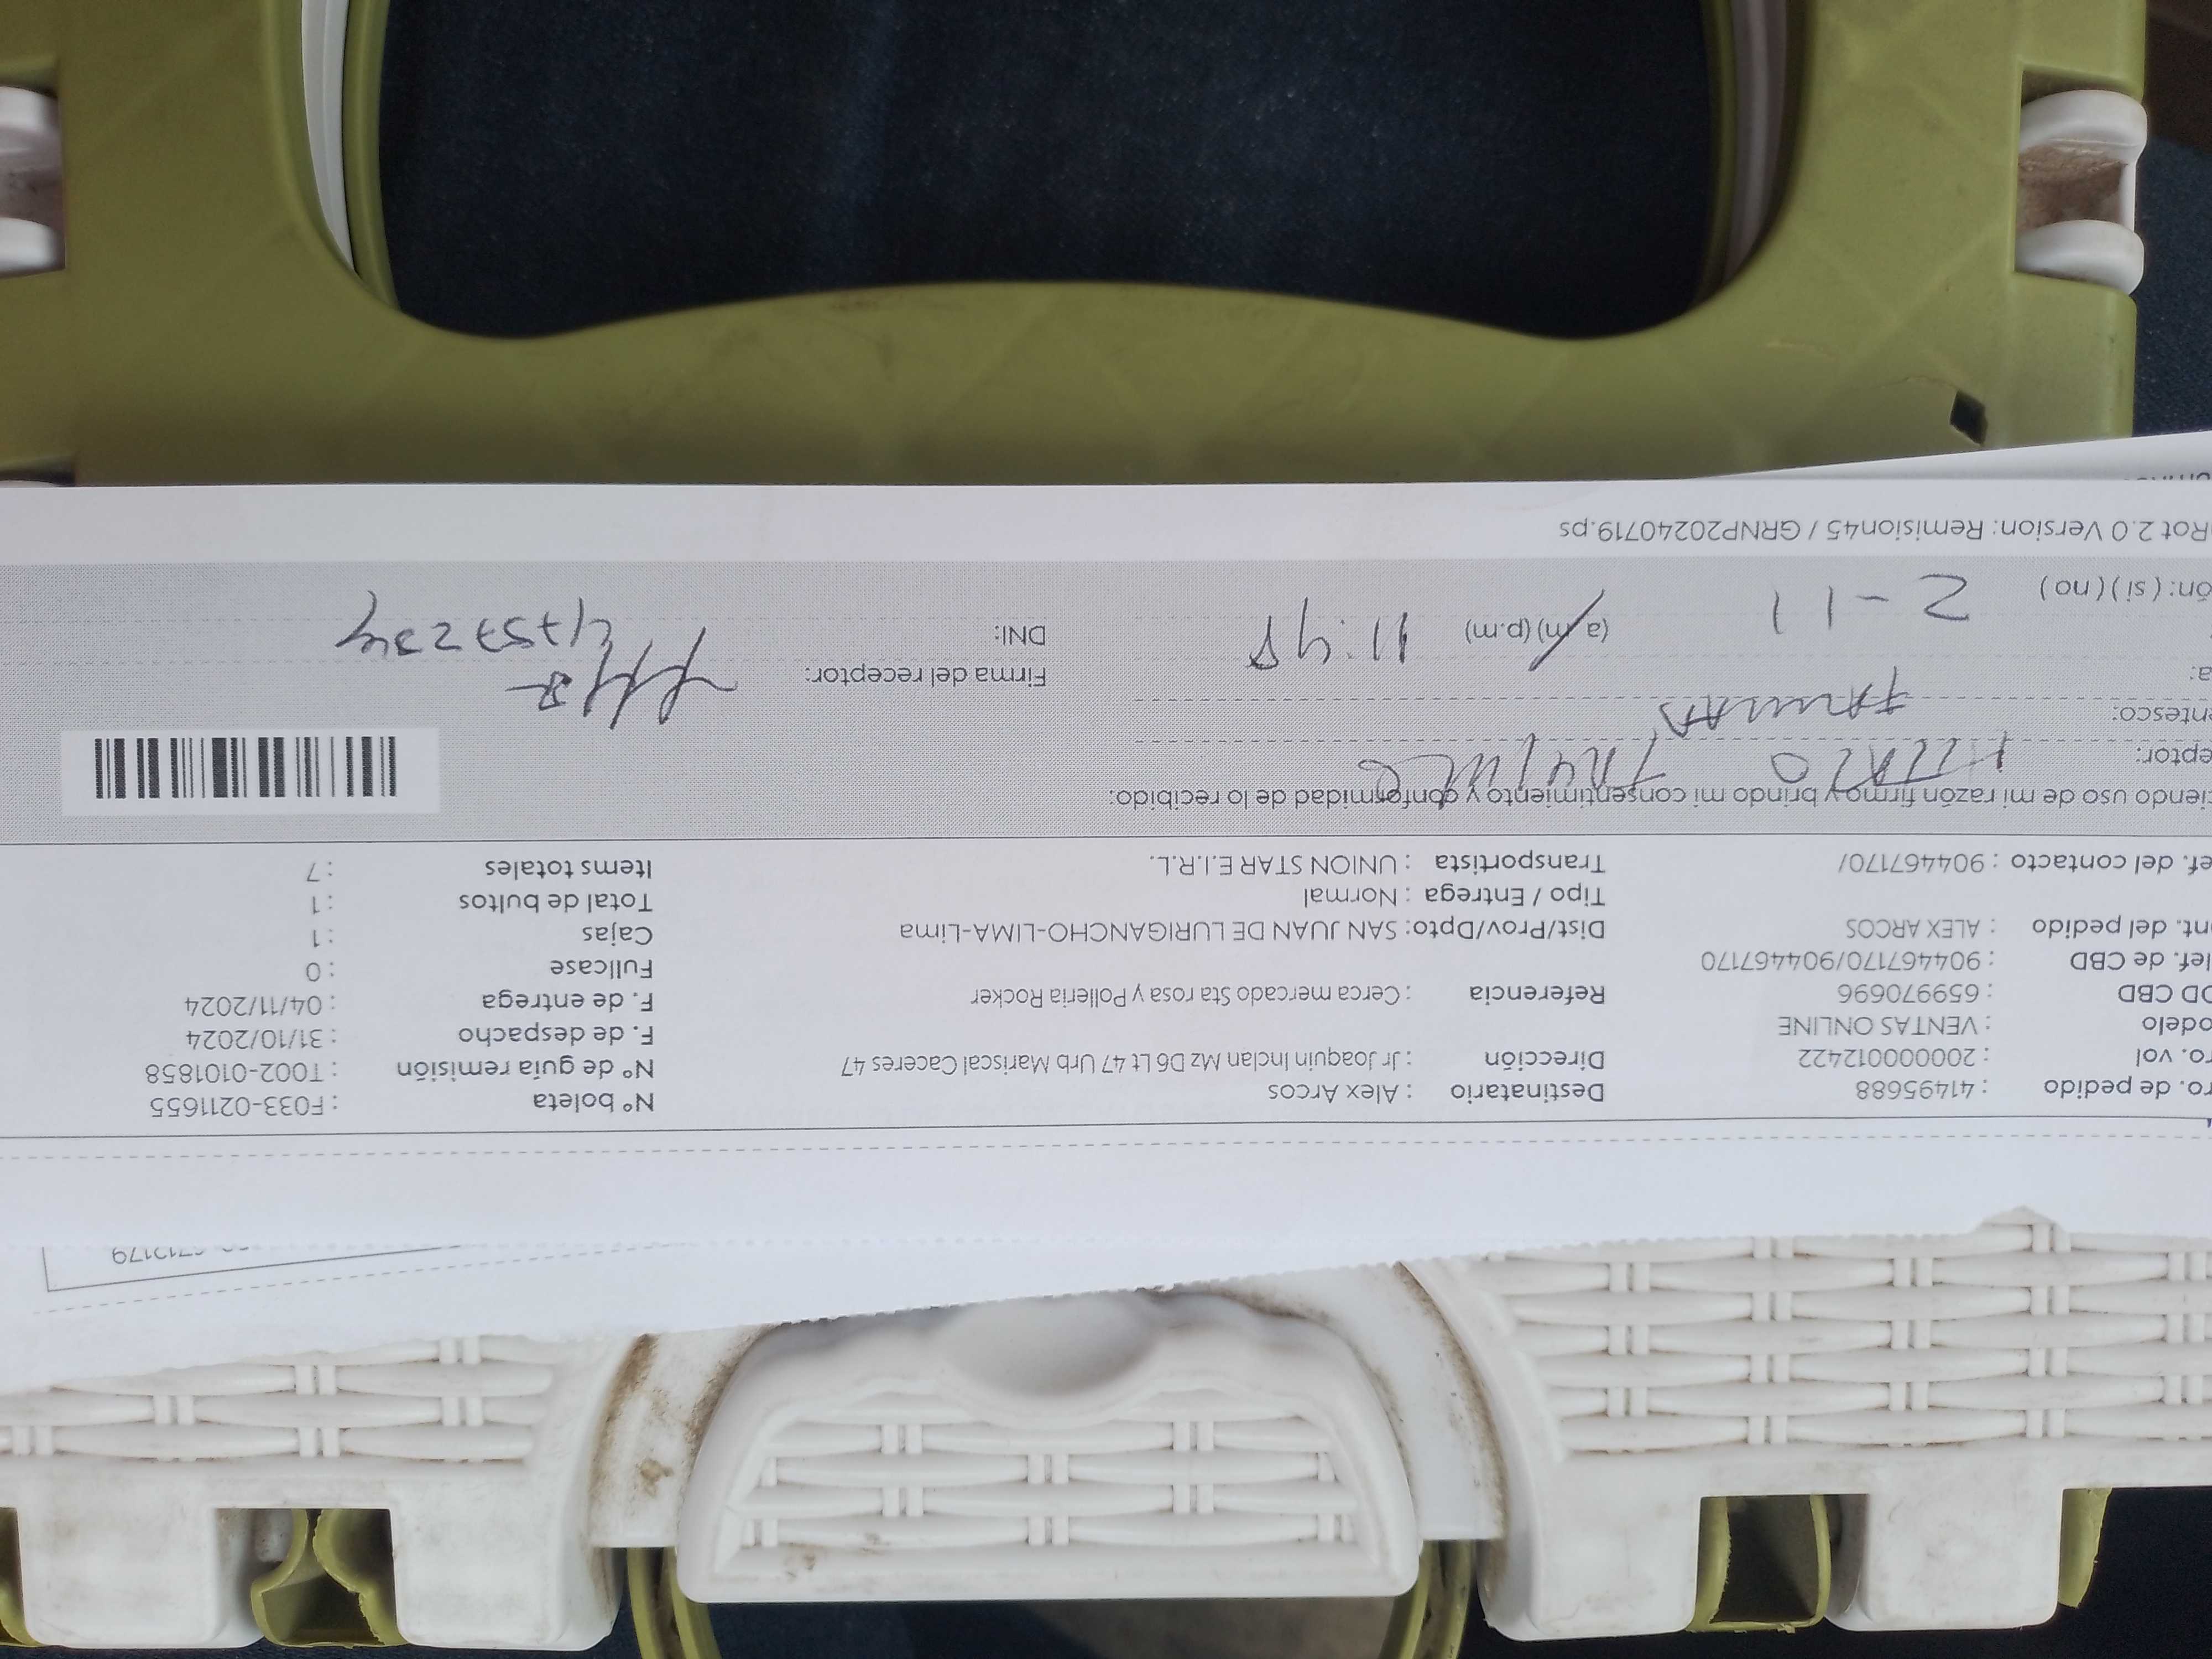 ro. de pedido : 41495688 Destinatario : Alex Arcos N° boleta : F033-0211655
ro. vol : 20000012422 Dirección : Jr Joaquin Inclan Mz D6 Lt 47 Urb Mariscal Caceres 47 N° de guía remisión : T002-0101858
odelo : VENTAS ONLINE F. de despacho : 31/10/2024
DD CBD : 659970696 Referencia : Cerca mercado Sta rosa y Polleria Rocker F. de entrega : 04/11/2024
ef. de CBD : 904467170/904467170 Fullcase : 0
nt. del pedido : ALEX ARCOS Dist/Prov/Dpto: SAN JUAN DE LURIGANCHO-LIMA-Lima Cajas : 1
Tipo / Entrega : Normal Total de bultos : 1
ef. del contacto : 904467170/ Transportista : UNION STAR E.I.R.L. Items totales : 7
ciendo uso de mi razón firmo y brindo mi consentimiento y conformidad de lo recibido:
eptor:
entesco:
a: Firma del receptor:
(a.m) (p.m) 11:45 DNI:
ón: (si) (no) 2-11
Rot 2.0 Version: Remision45 / GRNP20240719.ps